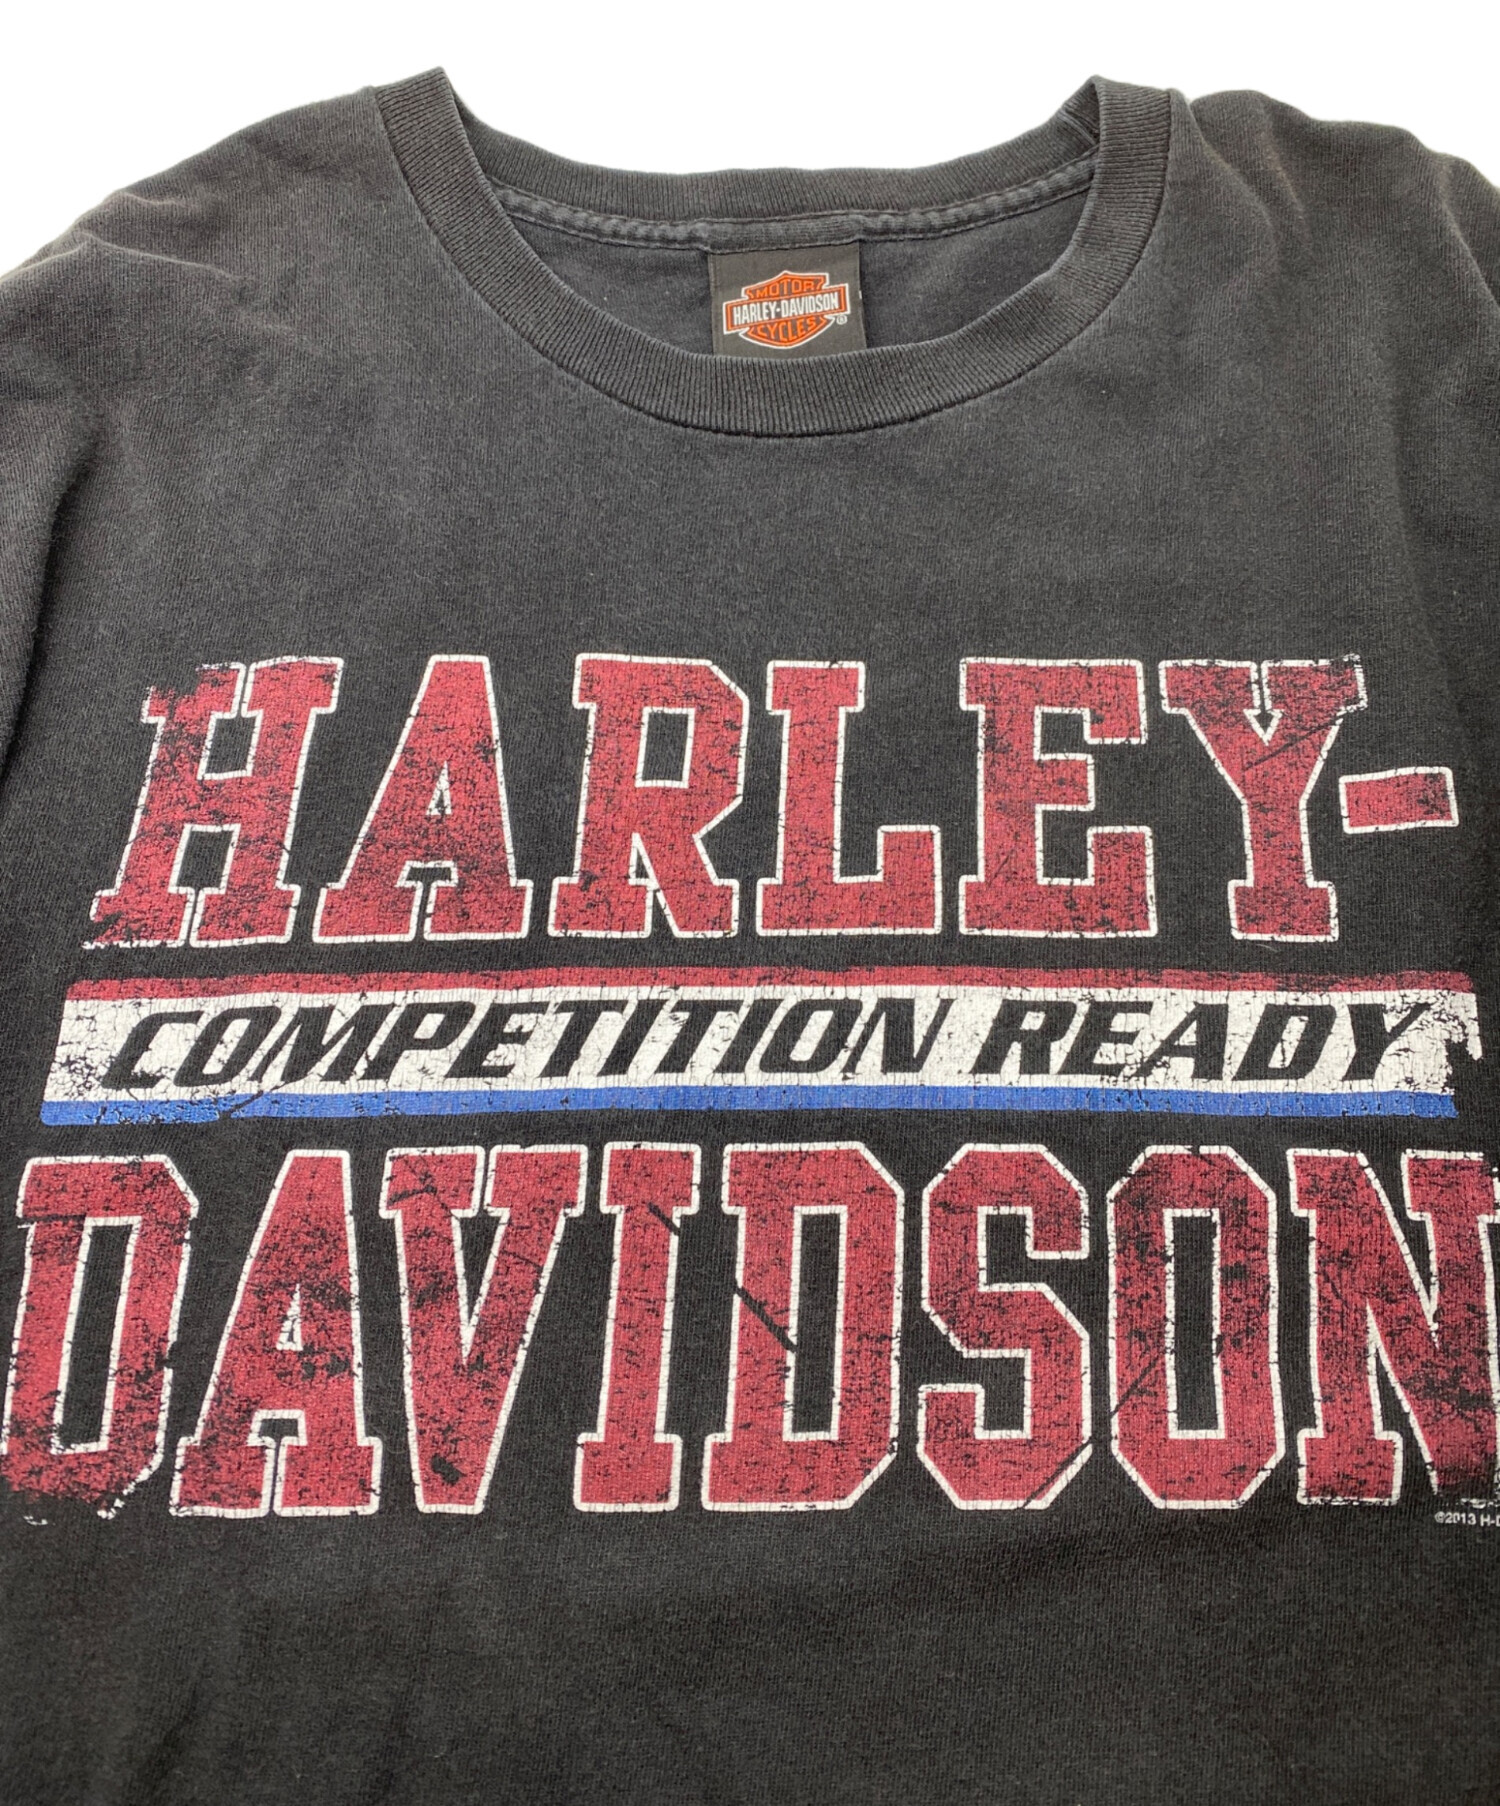 MOTOR
HARLEY-DAVIDSON
CYCLES
®
HARLEY-
COMPETITION READY
DAVIDSON
©2013 H-D